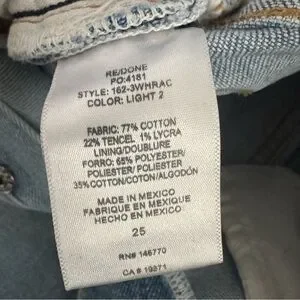 RE/DONE
PO:4181
STYLE: 162-3WHRAC
COLOR: LIGHT 2
FABRIC: 77% COTTON
22% TENCEL 1% LYCRA
LINING/DOUBLURE
FORRO: 65% POLYESTER/
POLIESTER/ POLIESTER
35% COTTON/COTON/ALGODÓN
MADE IN MEXICO
FABRIQUE EN MEXIQUE
HECHO EN MEXICO
25
RN# 146770
CA# 19871